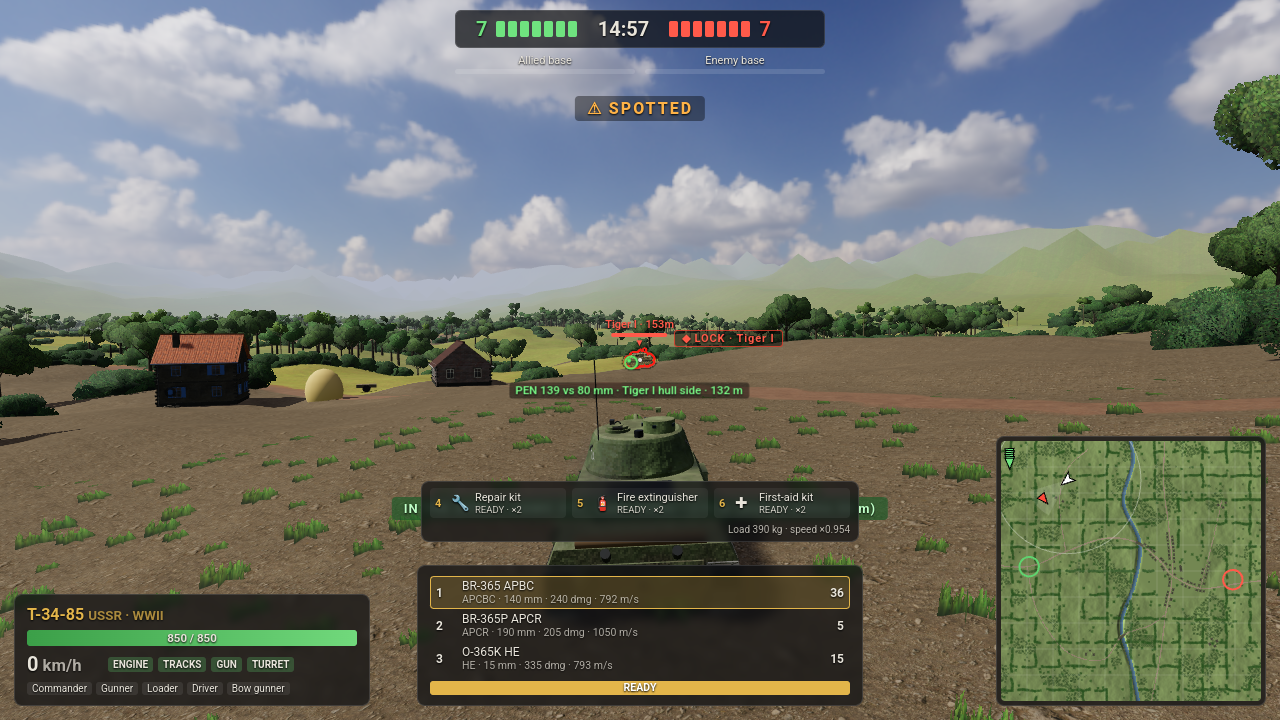 7 14:57 7
Allied base Enemy base
⚠ SPOTTED
Tiger I 153m
◆ LOCK · Tiger I
PEN 139 vs 80 mm · Tiger I hull side · 132 m
4 Repair kit READY · ×2
5 Fire extinguisher READY · ×2
6 First-aid kit READY · ×2
IN m)
Load 390 kg · speed ×0.954
1 BR-365 APBC 36
APCBC · 140 mm · 240 dmg · 792 m/s
2 BR-365P APCR 5
APCR · 190 mm · 205 dmg · 1050 m/s
3 O-365K HE 15
HE · 15 mm · 335 dmg · 793 m/s
READY
T-34-85 USSR · WWII
850 / 850
0 km/h ENGINE TRACKS GUN TURRET
Commander Gunner Loader Driver Bow gunner